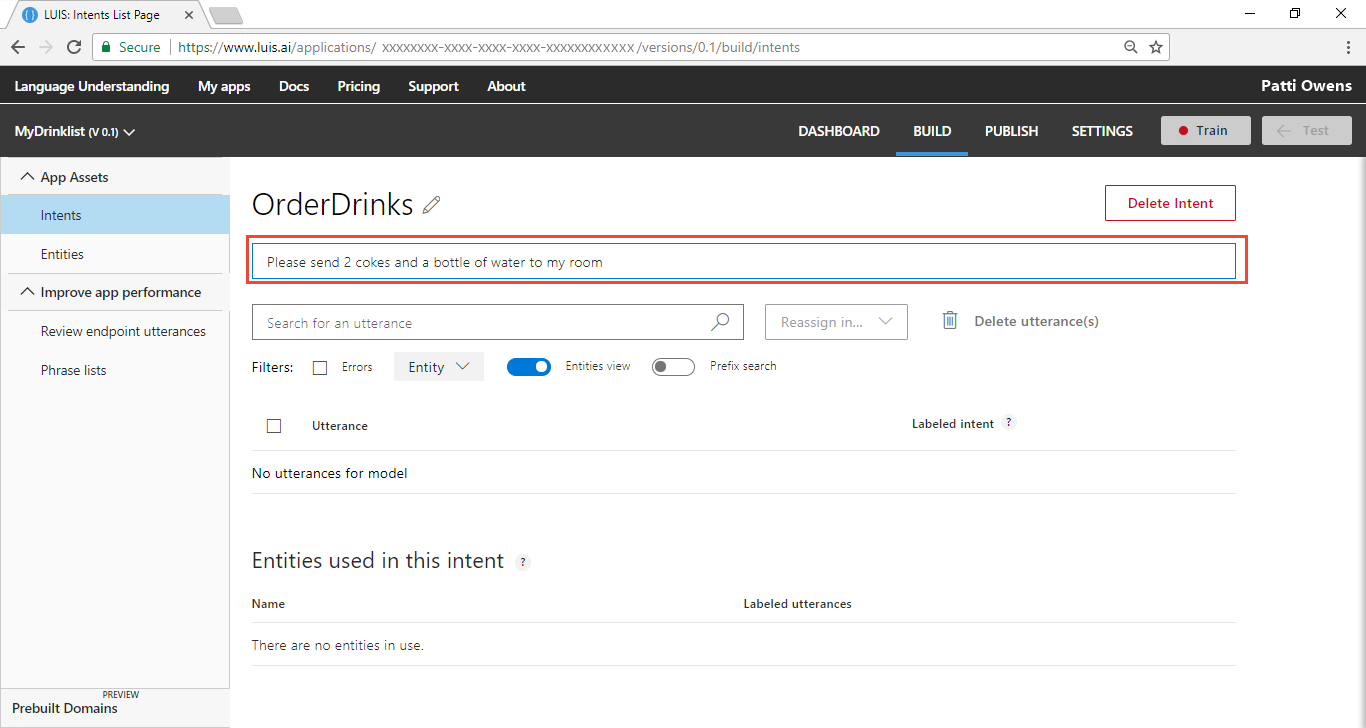 LUIS: Intents List Page
Secure https://www.luis.ai/applications/ xxxxxxxx-xxxx-xxxx-xxxx-xxxxxxxxxxxx/versions/0.1/build/intents
Language Understanding My apps Docs Pricing Support About Patti Owens
MyDrinklist (V 0.1) DASHBOARD BUILD PUBLISH SETTINGS Train Test
App Assets
Intents
Entities
Improve app performance
Review endpoint utterances
Phrase lists
PREVIEW
Prebuilt Domains
OrderDrinks Delete Intent
Please send 2 cokes and a bottle of water to my room
Search for an utterance Reassign in... Delete utterance(s)
Filters: Errors Entity Entities view Prefix search
Utterance Labeled intent ?
No utterances for model
Entities used in this intent ?
Name Labeled utterances
There are no entities in use.